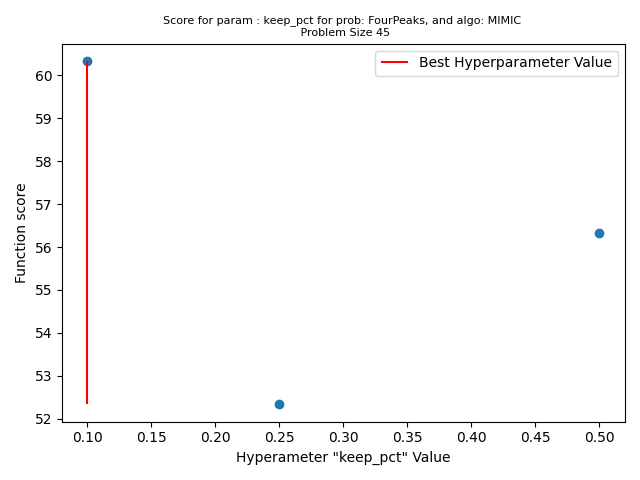 Score for param : keep_pct for prob: FourPeaks, and algo: MIMIC
Problem Size 45
Best Hyperparameter Value
60
59
58
57
56
55
54
53
52
Function score
0.10 0.15 0.20 0.25 0.30 0.35 0.40 0.45 0.50
Hyperameter "keep_pct" Value